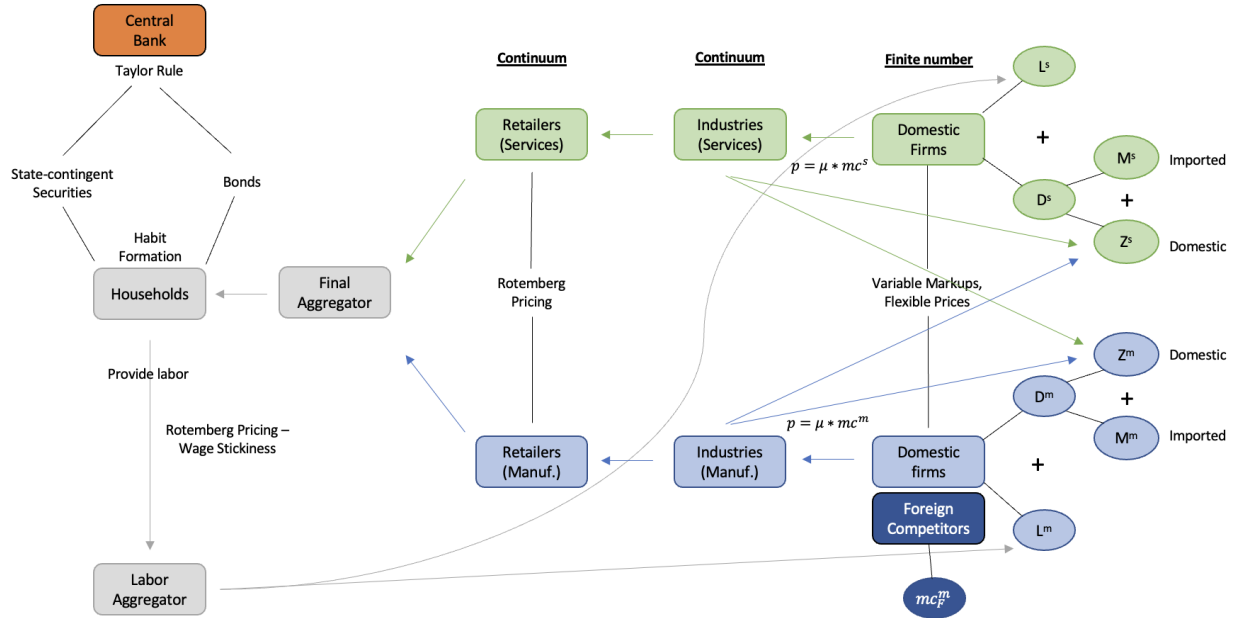 Central
Bank
Taylor Rule
State-contingent
Securities
Bonds
Habit
Formation
Households
Final
Aggregator
Provide labor
Rotemberg Pricing –
Wage Stickiness
Labor
Aggregator
Continuum
Retailers
(Services)
Rotemberg
Pricing
Retailers
(Manuf.)
Continuum
Industries
(Services)
Industries
(Manuf.)
Finite number
Domestic
Firms
p = μ * mcˢ
Variable Markups,
Flexible Prices
p = μ * mcᵐ
Domestic
firms
Foreign
Competitors
mc_F^m
Lˢ
+
Dˢ
Mˢ Imported
+
Zˢ Domestic
Zᵐ Domestic
Dᵐ
+
Mᵐ Imported
+
Lᵐ